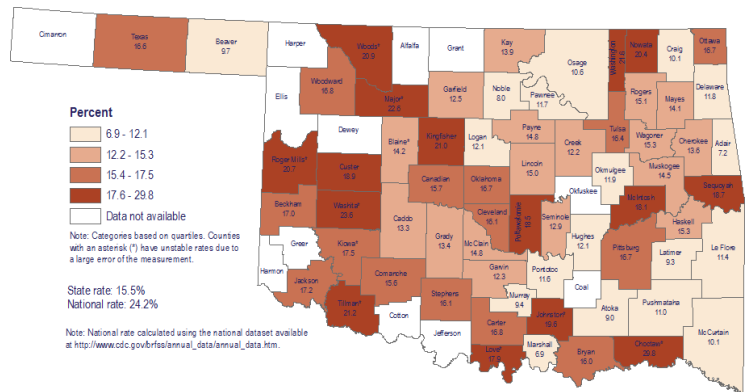 Cimarron
Texas
16.6
Beaver
9.7
Harper
Woods*
20.9
Alfalfa
Grant
Kay
13.9
Osage
10.6
Washington
Nowata
20.4
Craig
10.1
Ottawa
16.7
Ellis
Woodward
16.8
Major*
22.6
Garfield
12.5
Noble
8.0
Pawnee
11.7
Rogers
15.1
Mayes
14.1
Delaware
11.8
Dewey
Blaine*
14.2
Kingfisher
21.0
Logan
12.1
Payne
14.8
Creek
12.2
Tulsa
16.4
Wagoner
15.3
Cherokee
13.6
Adair
7.2
Roger Mills*
20.7
Custer
18.9
Canadian
15.7
Oklahoma
16.7
Lincoln
15.0
Okfuskee
Okmulgee
11.9
Muskogee
14.5
Sequoyah
19.7
Beckham
17.0
Washita*
23.6
Caddo
13.3
Grady
13.4
Cleveland
16.1
Pottawatomie
18.5
Seminole
12.9
Hughes
12.1
McIntosh
18.1
Haskell
15.3
Greer
Kiowa*
17.5
McClain
14.8
Pittsburg
16.7
Latimer
9.3
Le Flore
11.4
Harmon
Jackson
17.2
Comanche
15.6
Garvin
12.3
Pontotoc
11.6
Coal
Tillman*
21.2
Cotton
Stephens
16.1
Murray
9.4
Johnston*
19.6
Atoka
9.0
Pushmataha
11.0
McCurtain
10.1
Jefferson
Carter
16.8
Love*
Marshall
6.9
Bryan
16.0
Choctaw*
29.8
Percent
6.9 - 12.1
12.2 - 15.3
15.4 - 17.5
17.6 - 29.8
Data not available
Note: Categories based on quartiles. Counties
with an asterisk (*) have unstable rates due to
a large error of the measurement.
State rate: 15.5%
National rate: 24.2%
Note: National rate calculated using the national dataset available
at http://www.cdc.gov/brfss/annual_data/annual_data.htm.